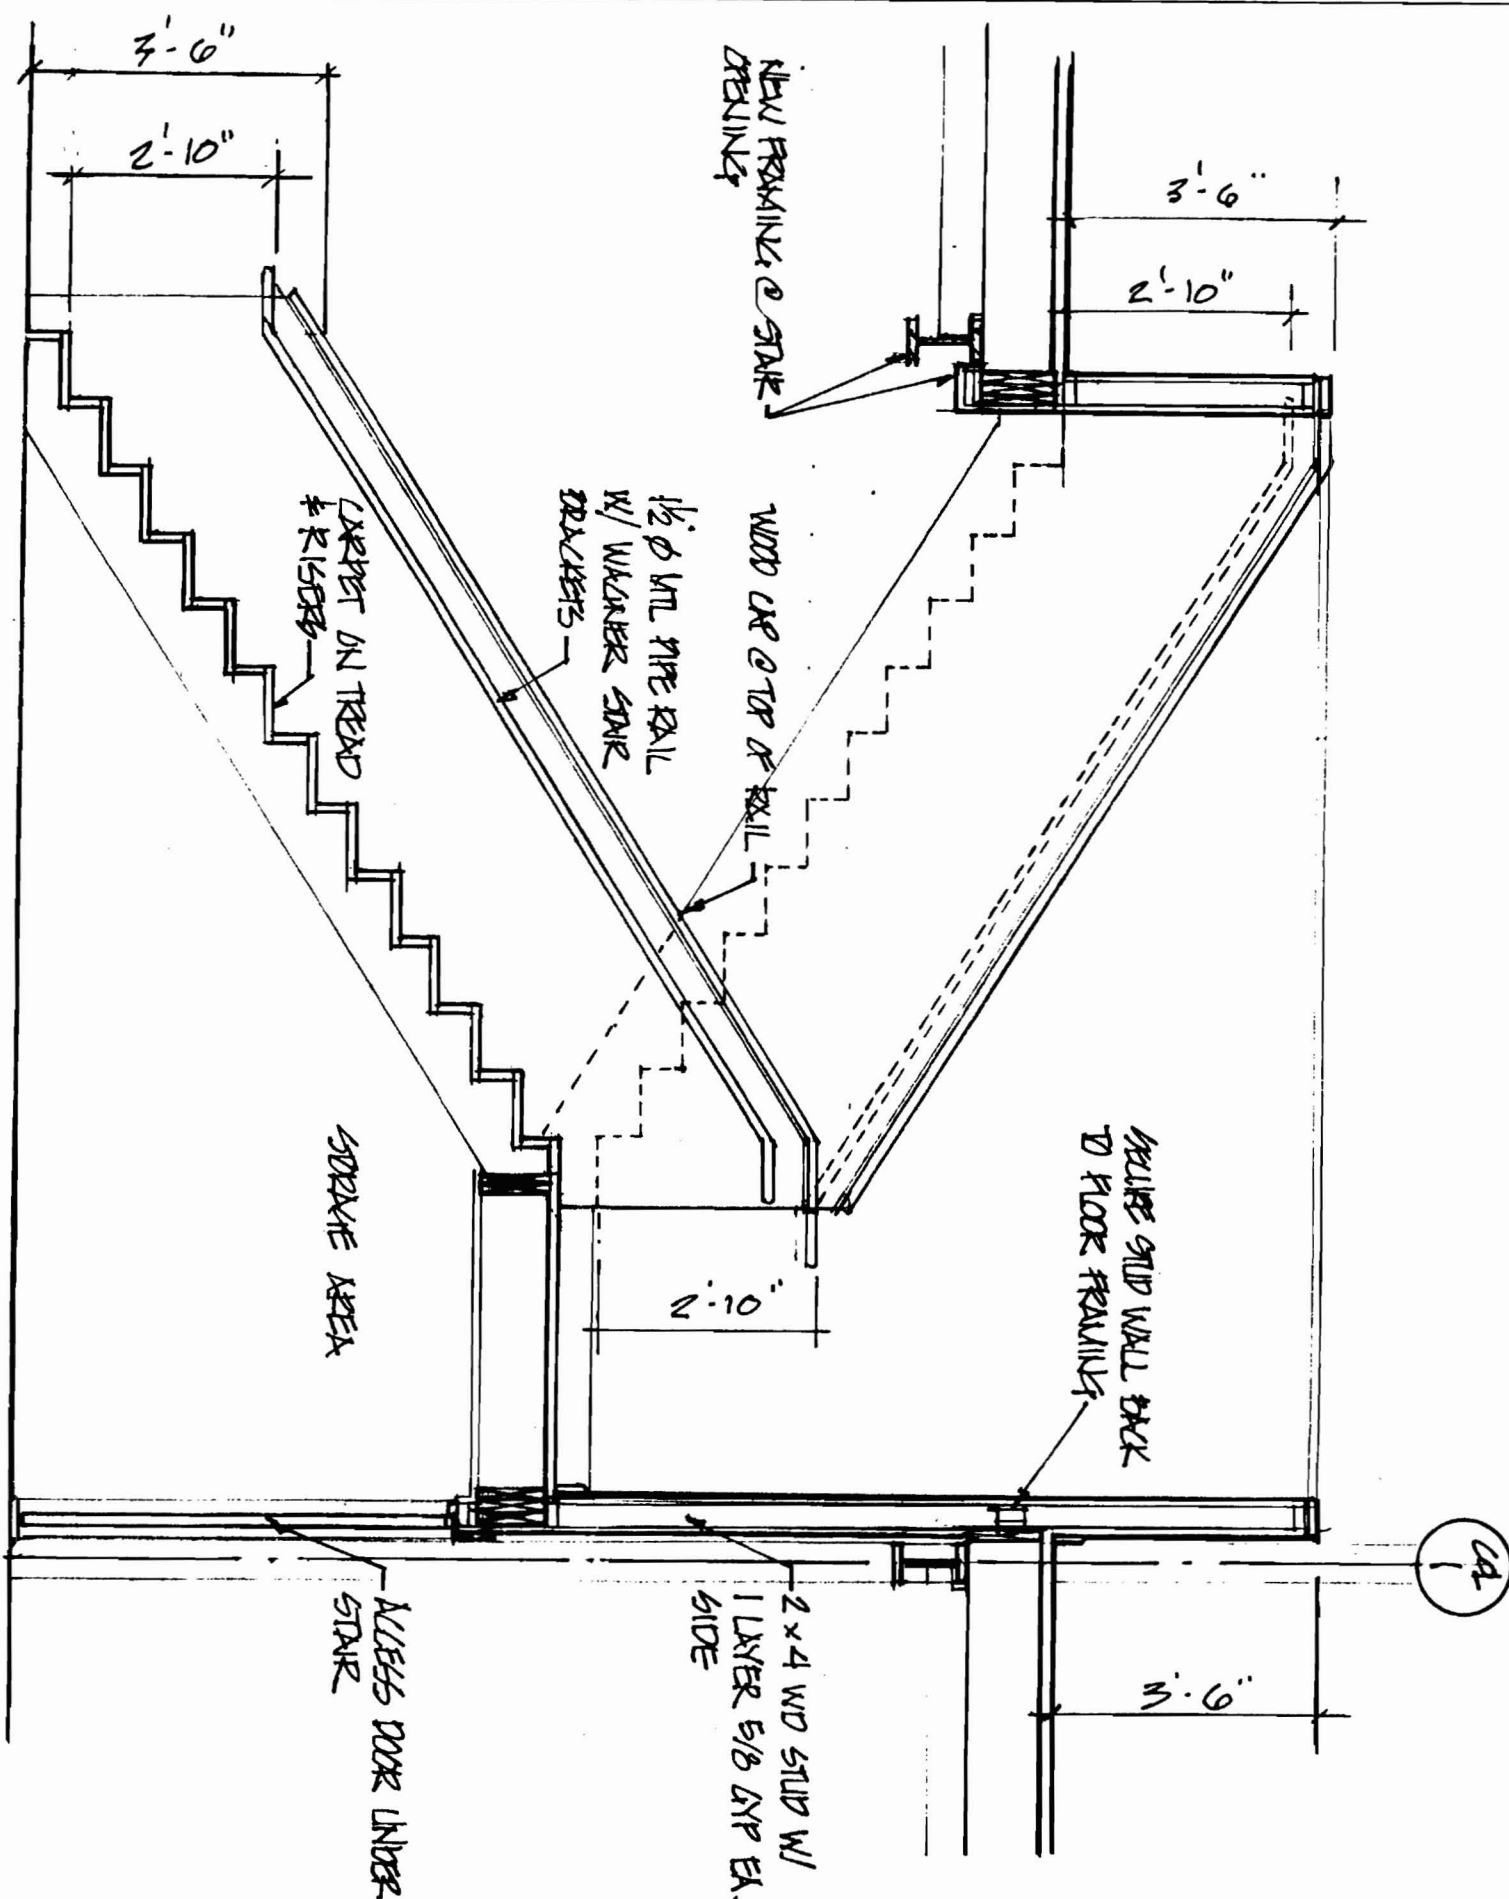 3'-6"
2'-10"
NEW FRAMING @ STAIR
OPENING
3'-6"
2'-10"
WOOD CAP @ TOP OF RAIL
1½ ø MTL PIPE RAIL
W/ WAGNER STAIR
BRACKETS
CARPET ON TREAD
& RISERS
SECURE STUD WALL BACK
TO FLOOR FRAMING
2'-10"
STORAGE AREA
2x4 WD STUD W/
1 LAYER 5/8 GYP EA.
SIDE
ACCESS DOOR UNDER
STAIR
3'-6"
1